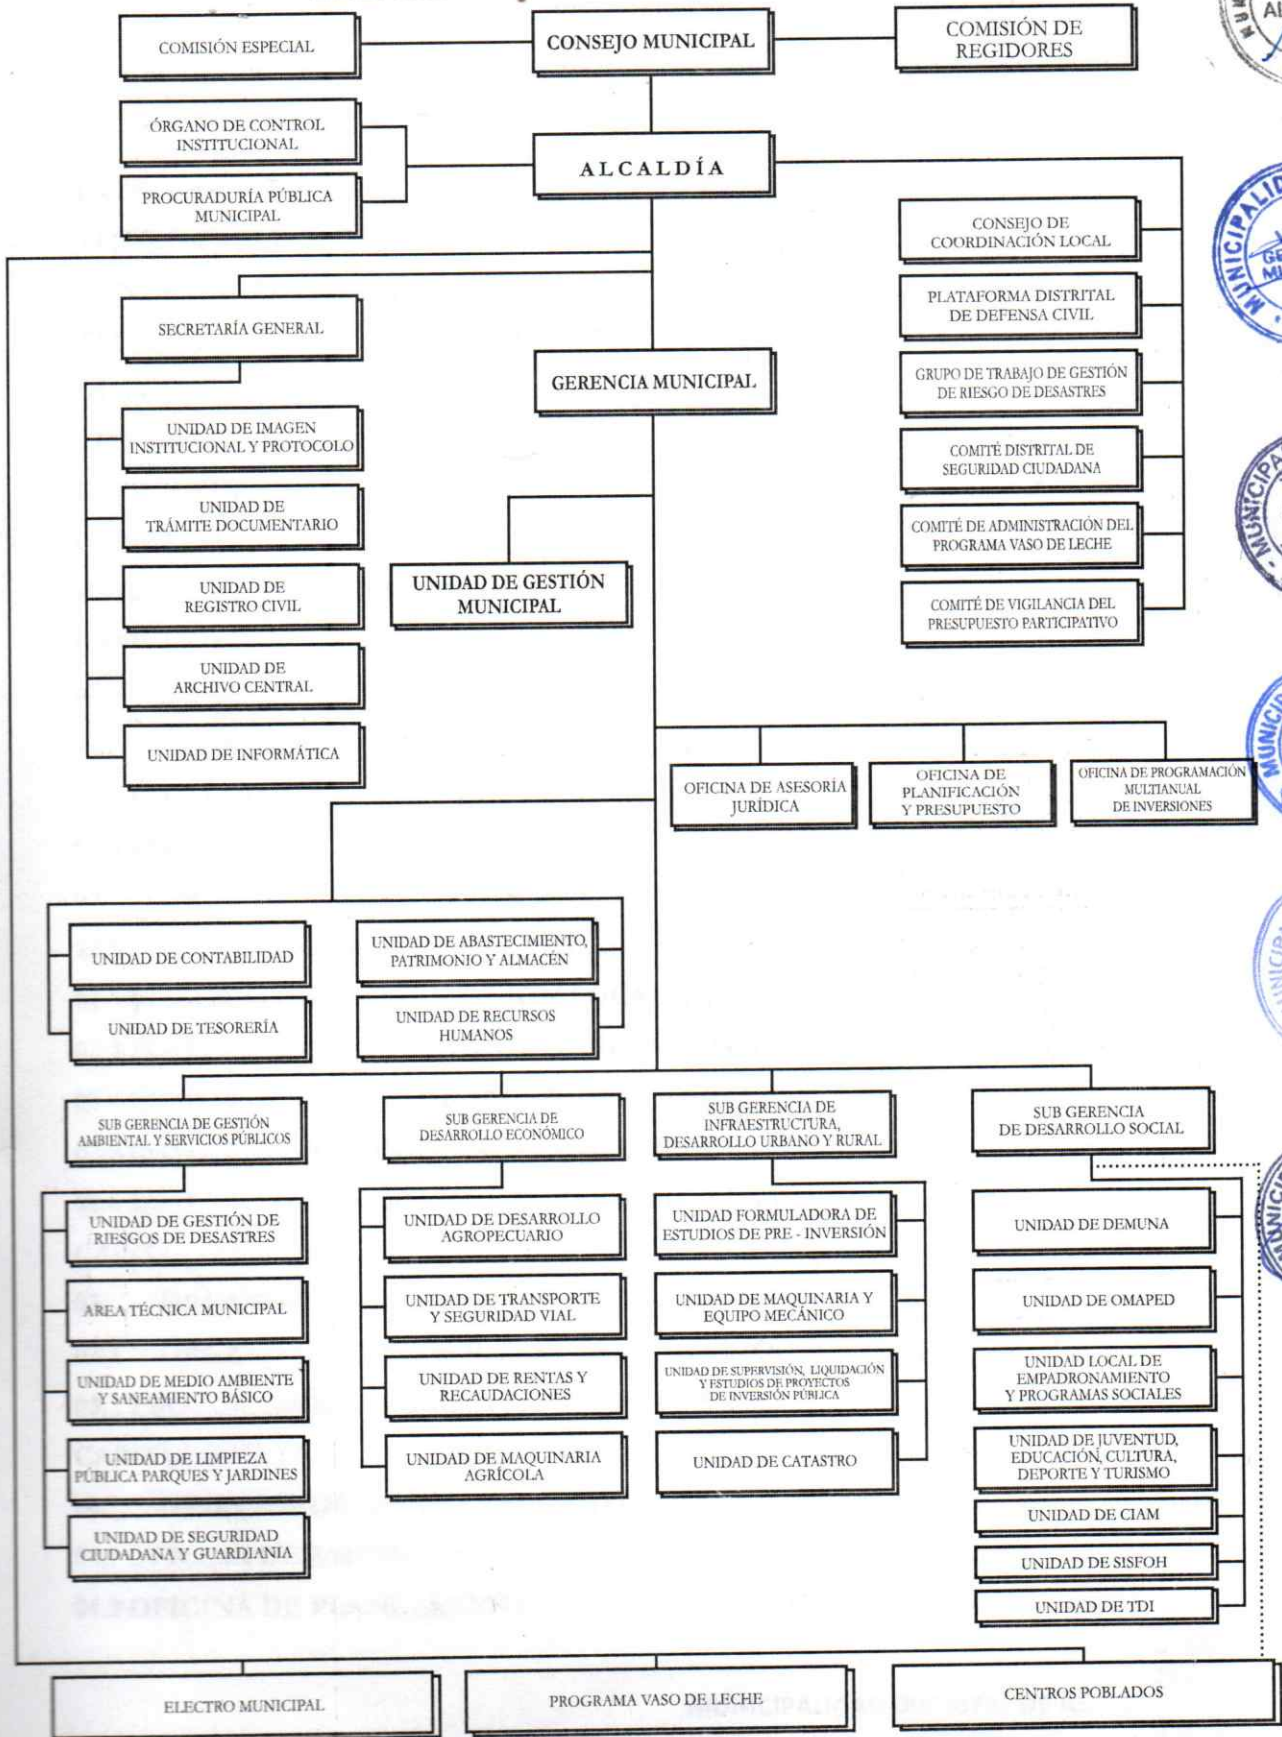 COMISIÓN ESPECIAL
CONSEJO MUNICIPAL
COMISIÓN DE
REGIDORES
ÓRGANO DE CONTROL
INSTITUCIONAL
ALCALDÍA
PROCURADURÍA PÚBLICA
MUNICIPAL
CONSEJO DE
COORDINACIÓN LOCAL
PLATAFORMA DISTRITAL
DE DEFENSA CIVIL
GRUPO DE TRABAJO DE GESTIÓN
DE RIESGO DE DESASTRES
COMITÉ DISTRITAL DE
SEGURIDAD CIUDADANA
COMITÉ DE ADMINISTRACIÓN DEL
PROGRAMA VASO DE LECHE
COMITÉ DE VIGILANCIA DEL
PRESUPUESTO PARTICIPATIVO
SECRETARÍA GENERAL
GERENCIA MUNICIPAL
UNIDAD DE IMAGEN
INSTITUCIONAL Y PROTOCOLO
UNIDAD DE
TRÁMITE DOCUMENTARIO
UNIDAD DE
REGISTRO CIVIL
UNIDAD DE
ARCHIVO CENTRAL
UNIDAD DE INFORMÁTICA
UNIDAD DE GESTIÓN
MUNICIPAL
OFICINA DE ASESORÍA
JURÍDICA
OFICINA DE
PLANIFICACIÓN
Y PRESUPUESTO
OFICINA DE PROGRAMACIÓN
MULTIANUAL
DE INVERSIONES
UNIDAD DE CONTABILIDAD
UNIDAD DE ABASTECIMIENTO,
PATRIMONIO Y ALMACÉN
UNIDAD DE TESORERÍA
UNIDAD DE RECURSOS
HUMANOS
SUB GERENCIA DE GESTIÓN
AMBIENTAL Y SERVICIOS PÚBLICOS
UNIDAD DE GESTIÓN DE
RIESGOS DE DESASTRES
AREA TÉCNICA MUNICIPAL
UNIDAD DE MEDIO AMBIENTE
Y SANEAMIENTO BÁSICO
UNIDAD DE LIMPIEZA
PÚBLICA PARQUES Y JARDINES
UNIDAD DE SEGURIDAD
CIUDADANA Y GUARDIANIA
SUB GERENCIA DE
DESARROLLO ECONÓMICO
UNIDAD DE DESARROLLO
AGROPECUARIO
UNIDAD DE TRANSPORTE
Y SEGURIDAD VIAL
UNIDAD DE RENTAS Y
RECAUDACIONES
UNIDAD DE MAQUINARIA
AGRÍCOLA
SUB GERENCIA DE
INFRAESTRUCTURA,
DESARROLLO URBANO Y RURAL
UNIDAD FORMULADORA DE
ESTUDIOS DE PRE - INVERSIÓN
UNIDAD DE MAQUINARIA Y
EQUIPO MECÁNICO
UNIDAD DE SUPERVISIÓN, LIQUIDACIÓN
Y ESTUDIOS DE PROYECTOS
DE INVERSIÓN PÚBLICA
UNIDAD DE CATASTRO
SUB GERENCIA
DE DESARROLLO SOCIAL
UNIDAD DE DEMUNA
UNIDAD DE OMAPED
UNIDAD LOCAL DE
EMPADRONAMIENTO
Y PROGRAMAS SOCIALES
UNIDAD DE JUVENTUD,
EDUCACIÓN, CULTURA,
DEPORTE Y TURISMO
UNIDAD DE CIAM
UNIDAD DE SISFOH
UNIDAD DE TDI
ELECTRO MUNICIPAL
PROGRAMA VASO DE LECHE
CENTROS POBLADOS